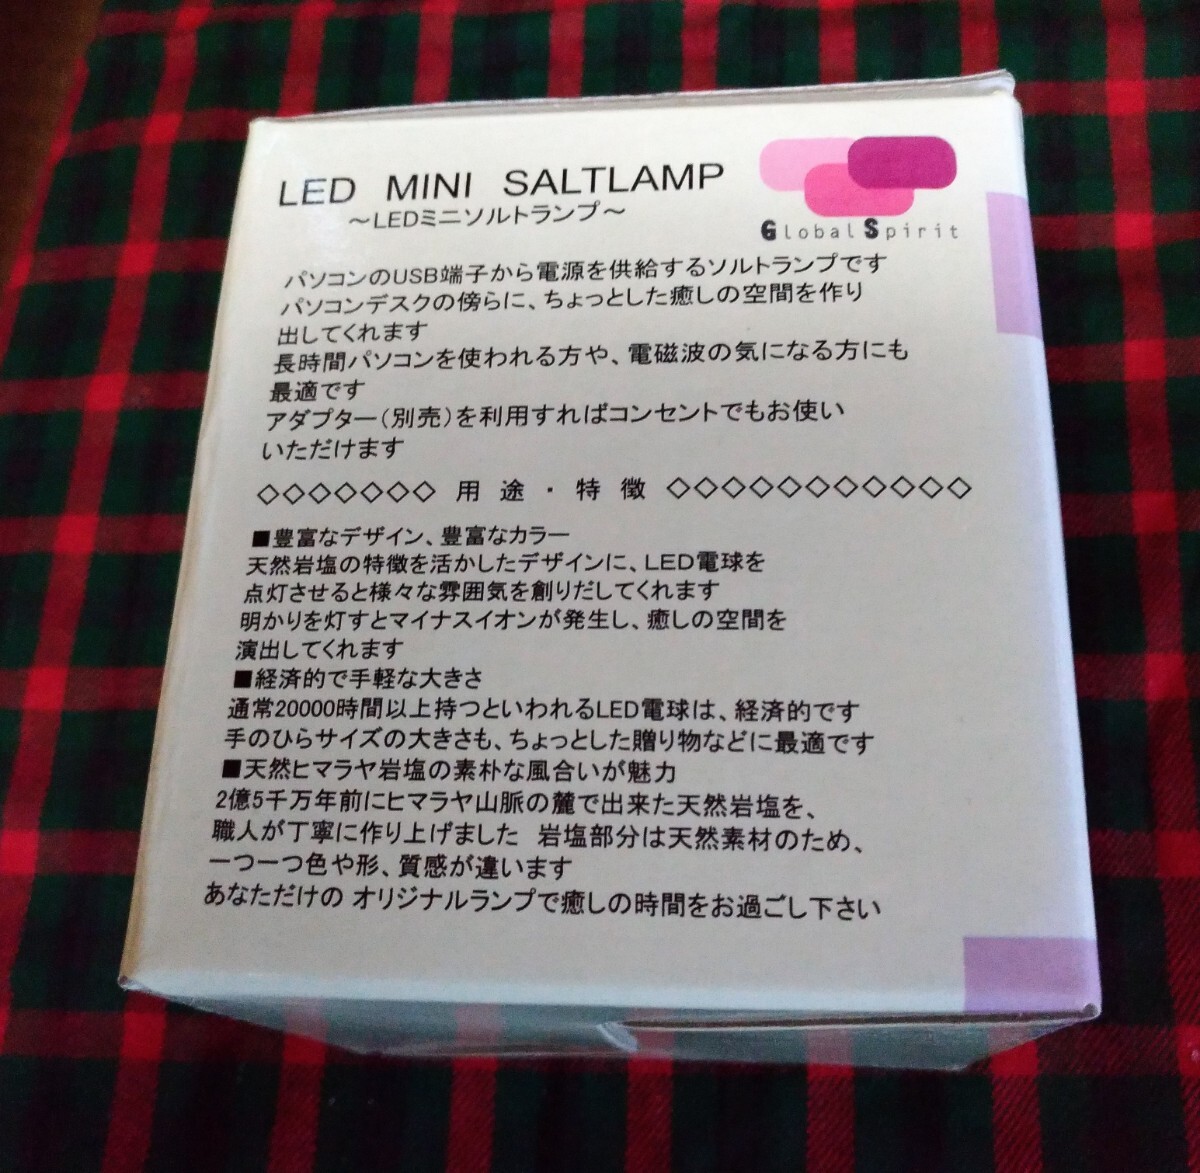 LED MINI SALTLAMP
～LEDミニソルトランプ～
Global Spirit
パソコンのUSB端子から電源を供給するソルトランプです
パソコンデスクの傍らに、ちょっとした癒しの空間を作り
出してくれます
長時間パソコンを使われる方や、電磁波の気になる方にも
最適です
アダプター（別売）を利用すればコンセントでもお使い
いただけます
◇◇◇◇◇◇◇ 用 途 ・ 特 徴 ◇◇◇◇◇◇◇◇◇◇◇
■豊富なデザイン、豊富なカラー
天然岩塩の特徴を活かしたデザインに、LED電球を
点灯させると様々な雰囲気を創りだしてくれます
明かりを灯すとマイナスイオンが発生し、癒しの空間を
演出してくれます
■経済的で手軽な大きさ
通常20000時間以上持つといわれるLED電球は、経済的です
手のひらサイズの大きさも、ちょっとした贈り物などに最適です
■天然ヒマラヤ岩塩の素朴な風合いが魅力
2億5千万年前にヒマラヤ山脈の麓で出来た天然岩塩を、
職人が丁寧に作り上げました 岩塩部分は天然素材のため、
一つ一つ色や形、質感が違います
あなただけの オリジナルランプで癒しの時間をお過ごし下さい